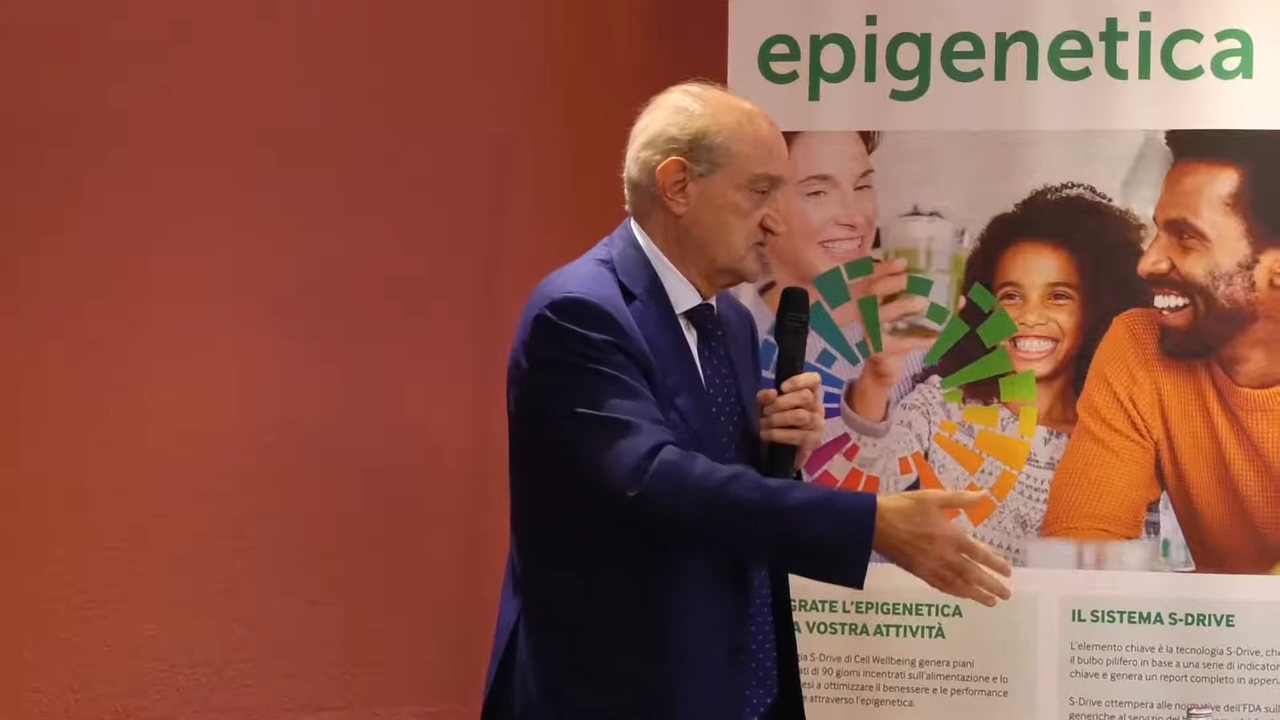 epigenetica
GRATE L'EPIGENETICA
A VOSTRA ATTIVITÀ
S-Drive di Cell Wellbeing genera piani
di 90 giorni incentrati sull'alimentazione e lo
a ottimizzare il benessere e le performance
attraverso l'epigenetica.
IL SISTEMA S-DRIVE
L'elemento chiave è la tecnologia S-Drive, che
il bulbo pilifero in base a una serie di indicator
chiave e genera un report completo in appen
S-Drive ottempera alle normative dell'FDA sul
generiche al servizio del